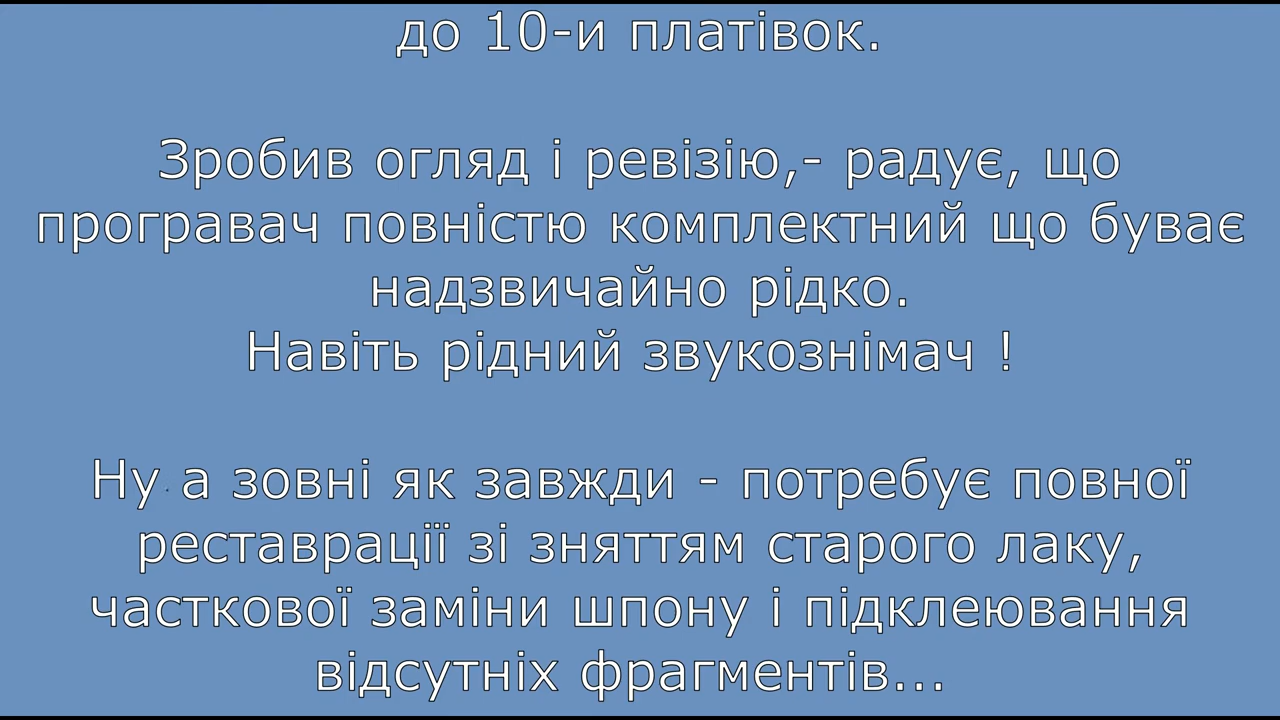 до 10-и платівок.
Зробив огляд і ревізію,- радує, що
програвач повністю комплектний що буває
надзвичайно рідко.
Навіть рідний звукознімач !
Ну а зовні як завжди - потребує повної
реставрації зі зняттям старого лаку,
часткової заміни шпону і підклеювання
відсутніх фрагментів...